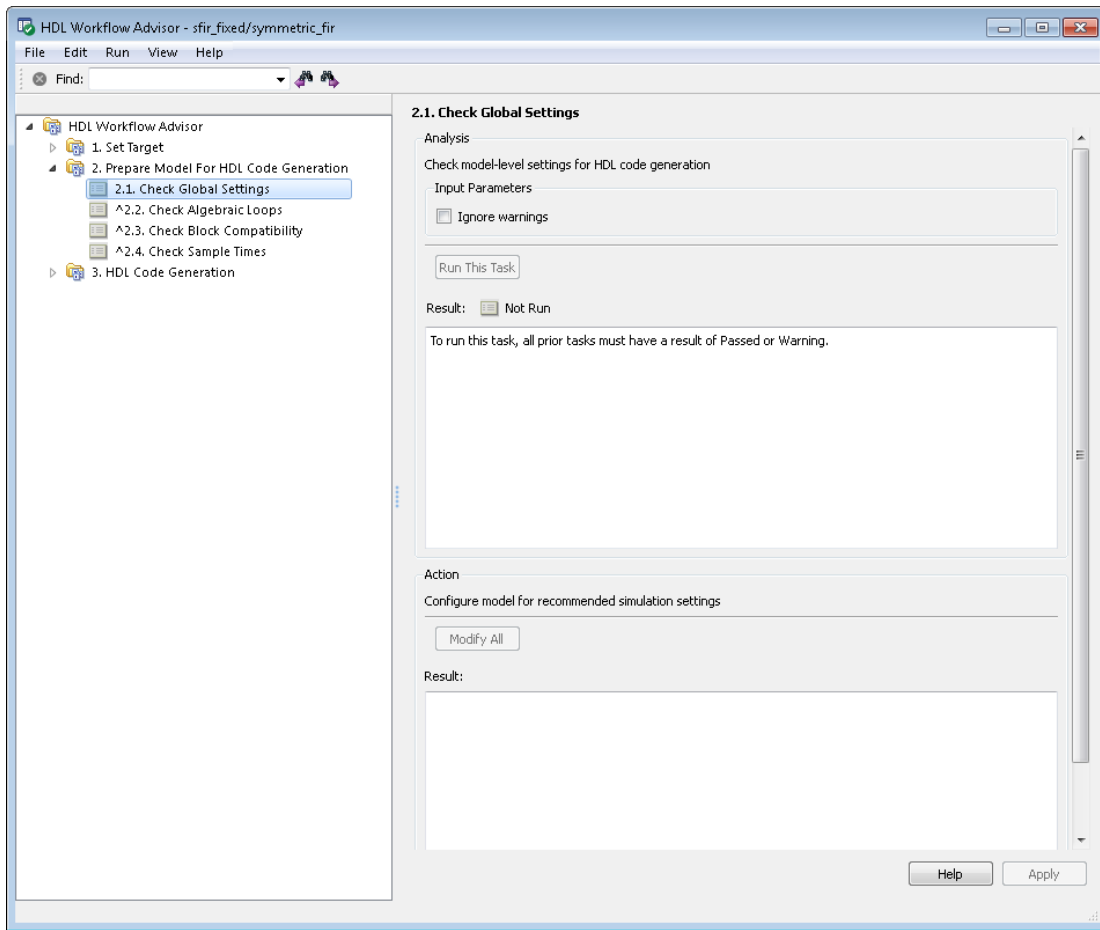 HDL Workflow Advisor - sfir_fixed/symmetric_fir
File Edit Run View Help
Find:
HDL Workflow Advisor
1. Set Target
2. Prepare Model For HDL Code Generation
2.1. Check Global Settings
^2.2. Check Algebraic Loops
^2.3. Check Block Compatibility
^2.4. Check Sample Times
3. HDL Code Generation
2.1. Check Global Settings
Analysis
Check model-level settings for HDL code generation
Input Parameters
Ignore warnings
Run This Task
Result: Not Run
To run this task, all prior tasks must have a result of Passed or Warning.
Action
Configure model for recommended simulation settings
Modify All
Result:
Help Apply